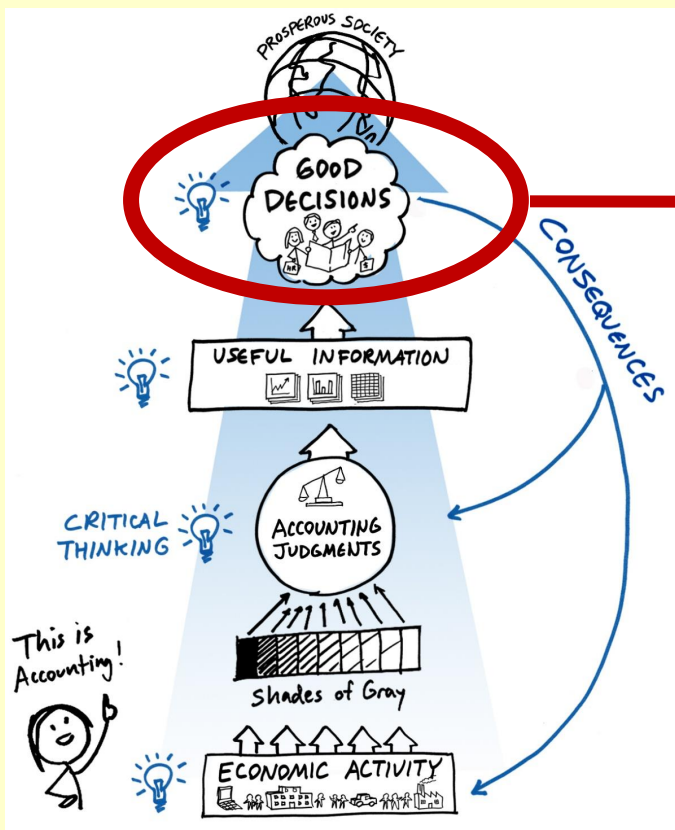 PROSPEROUS SOCIETY
GOOD
DECISIONS
HR
$
CONSEQUENCES
USEFUL INFORMATION
CRITICAL
THINKING
ACCOUNTING
JUDGMENTS
This is
Accounting!
Shades of Gray
ECONOMIC ACTIVITY